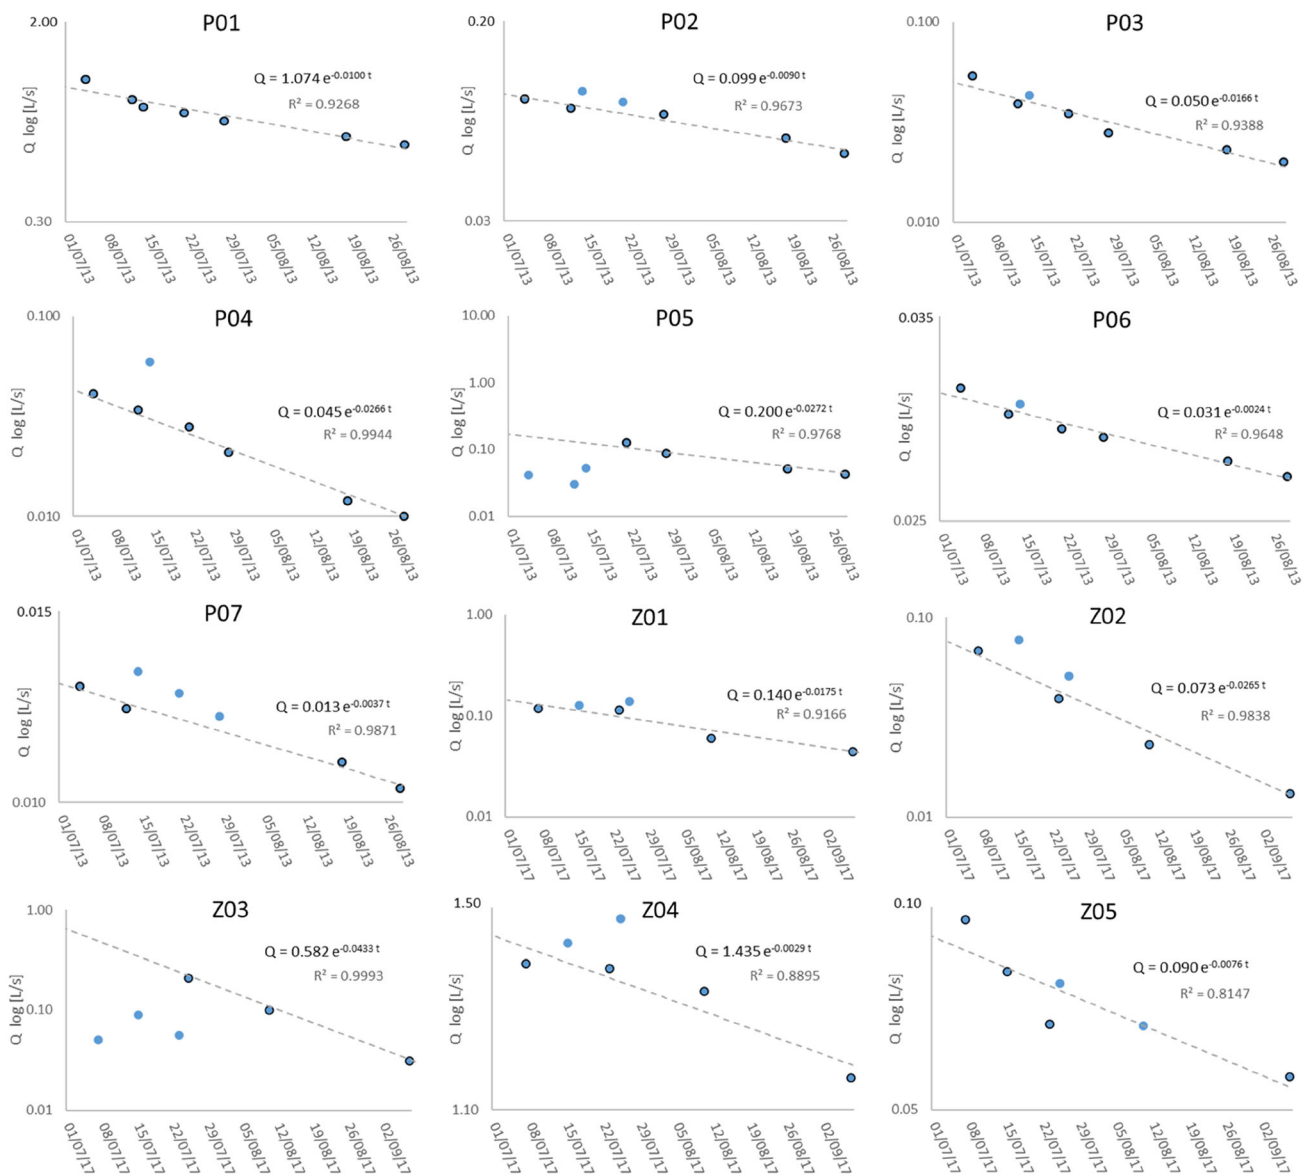 P01
2.00
Q log [L/s]
Q = 1.074 e-0.0100 t
R² = 0.9268
0.30
01/07/13
08/07/13
15/07/13
22/07/13
29/07/13
05/08/13
12/08/13
19/08/13
26/08/13
P02
0.20
Q log [L/s]
Q = 0.099 e-0.0090 t
R² = 0.9673
0.03
01/07/13
08/07/13
15/07/13
22/07/13
29/07/13
05/08/13
12/08/13
19/08/13
26/08/13
P03
0.100
Q log [L/s]
Q = 0.050 e-0.0166 t
R² = 0.9388
0.010
01/07/13
08/07/13
15/07/13
22/07/13
29/07/13
05/08/13
12/08/13
19/08/13
26/08/13
P04
0.100
Q log [L/s]
Q = 0.045 e-0.0266 t
R² = 0.9944
0.010
01/07/13
08/07/13
15/07/13
22/07/13
29/07/13
05/08/13
12/08/13
19/08/13
26/08/13
P05
10.00
1.00
0.10
0.01
Q log [L/s]
Q = 0.200 e-0.0272 t
R² = 0.9768
01/07/13
08/07/13
15/07/13
22/07/13
29/07/13
05/08/13
12/08/13
19/08/13
26/08/13
P06
0.035
Q log [L/s]
Q = 0.031 e-0.0024 t
R² = 0.9648
0.025
01/07/13
08/07/13
15/07/13
22/07/13
29/07/13
05/08/13
12/08/13
19/08/13
26/08/13
P07
0.015
Q log [L/s]
Q = 0.013 e-0.0037 t
R² = 0.9871
0.010
01/07/13
08/07/13
15/07/13
22/07/13
29/07/13
05/08/13
12/08/13
19/08/13
26/08/13
Z01
1.00
0.10
0.01
Q log [L/s]
Q = 0.140 e-0.0175 t
R² = 0.9166
01/07/17
08/07/17
15/07/17
22/07/17
29/07/17
05/08/17
12/08/17
19/08/17
26/08/17
02/09/17
Z02
0.10
Q log [L/s]
Q = 0.073 e-0.0265 t
R² = 0.9838
0.01
01/07/17
08/07/17
15/07/17
22/07/17
29/07/17
05/08/17
12/08/17
19/08/17
26/08/17
02/09/17
Z03
1.00
0.10
0.01
Q log [L/s]
Q = 0.582 e-0.0433 t
R² = 0.9993
01/07/17
08/07/17
15/07/17
22/07/17
29/07/17
05/08/17
12/08/17
19/08/17
26/08/17
02/09/17
Z04
1.50
Q log [L/s]
Q = 1.435 e-0.0029 t
R² = 0.8895
1.10
01/07/17
08/07/17
15/07/17
22/07/17
29/07/17
05/08/17
12/08/17
19/08/17
26/08/17
02/09/17
Z05
0.10
Q log [L/s]
Q = 0.090 e-0.0076 t
R² = 0.8147
0.05
01/07/17
08/07/17
15/07/17
22/07/17
29/07/17
05/08/17
12/08/17
19/08/17
26/08/17
02/09/17